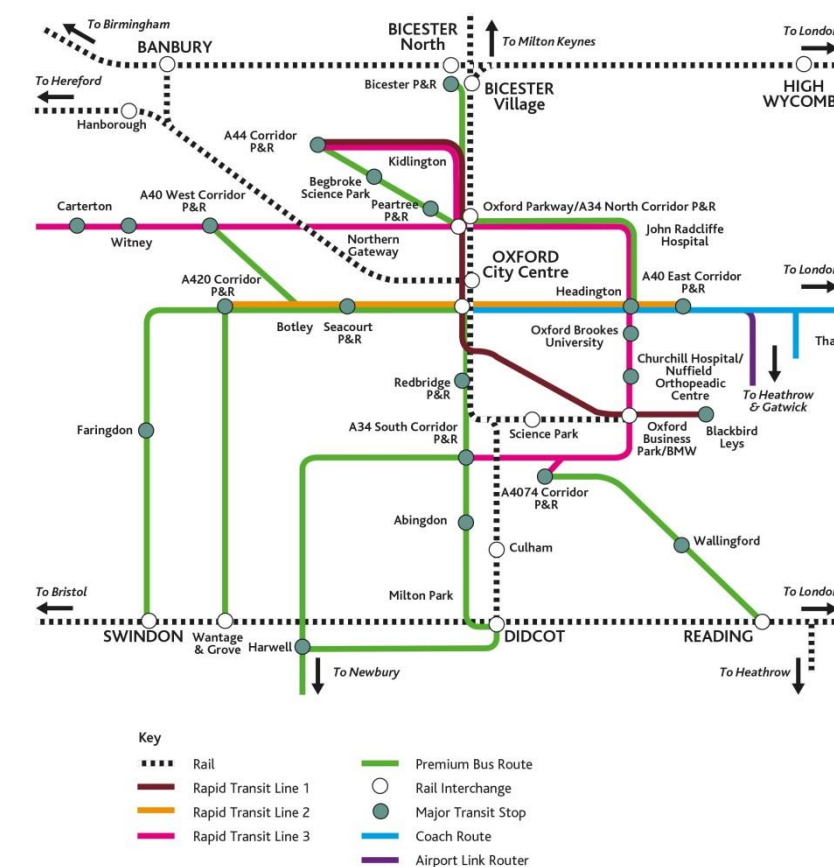 To Birmingham
BANBURY
BICESTER
North
To Milton Keynes
To London
To Hereford
Bicester P&R
BICESTER
Village
HIGH
Hanborough
A44 Corridor
P&R
Kidlington
Begbroke
Science Park
Carterton
A40 West Corridor
P&R
Peartree
P&R
Oxford Parkway/A34 North Corridor P&R
John Radcliffe
Hospital
Witney
Northern
Gateway
OXFORD
City Centre
A420 Corridor
P&R
Headington
A40 East Corridor
P&R
To London
Botley
Seacourt
P&R
Oxford Brookes
University
Churchill Hospital/
Nuffield
Orthopeadic
Centre
Redbridge
P&R
To Heathrow
& Gatwick
Faringdon
A34 South Corridor
P&R
Science Park
Oxford
Business
Park/BMW
Blackbird
Leys
A4074 Corridor
P&R
Abingdon
Culham
Wallingford
To Bristol
Milton Park
To London
SWINDON
Wantage
& Grove
Harwell
DIDCOT
READING
To Newbury
To Heathrow
Key
Rail
Rapid Transit Line 1
Rapid Transit Line 2
Rapid Transit Line 3
Premium Bus Route
Rail Interchange
Major Transit Stop
Coach Route
Airport Link Router